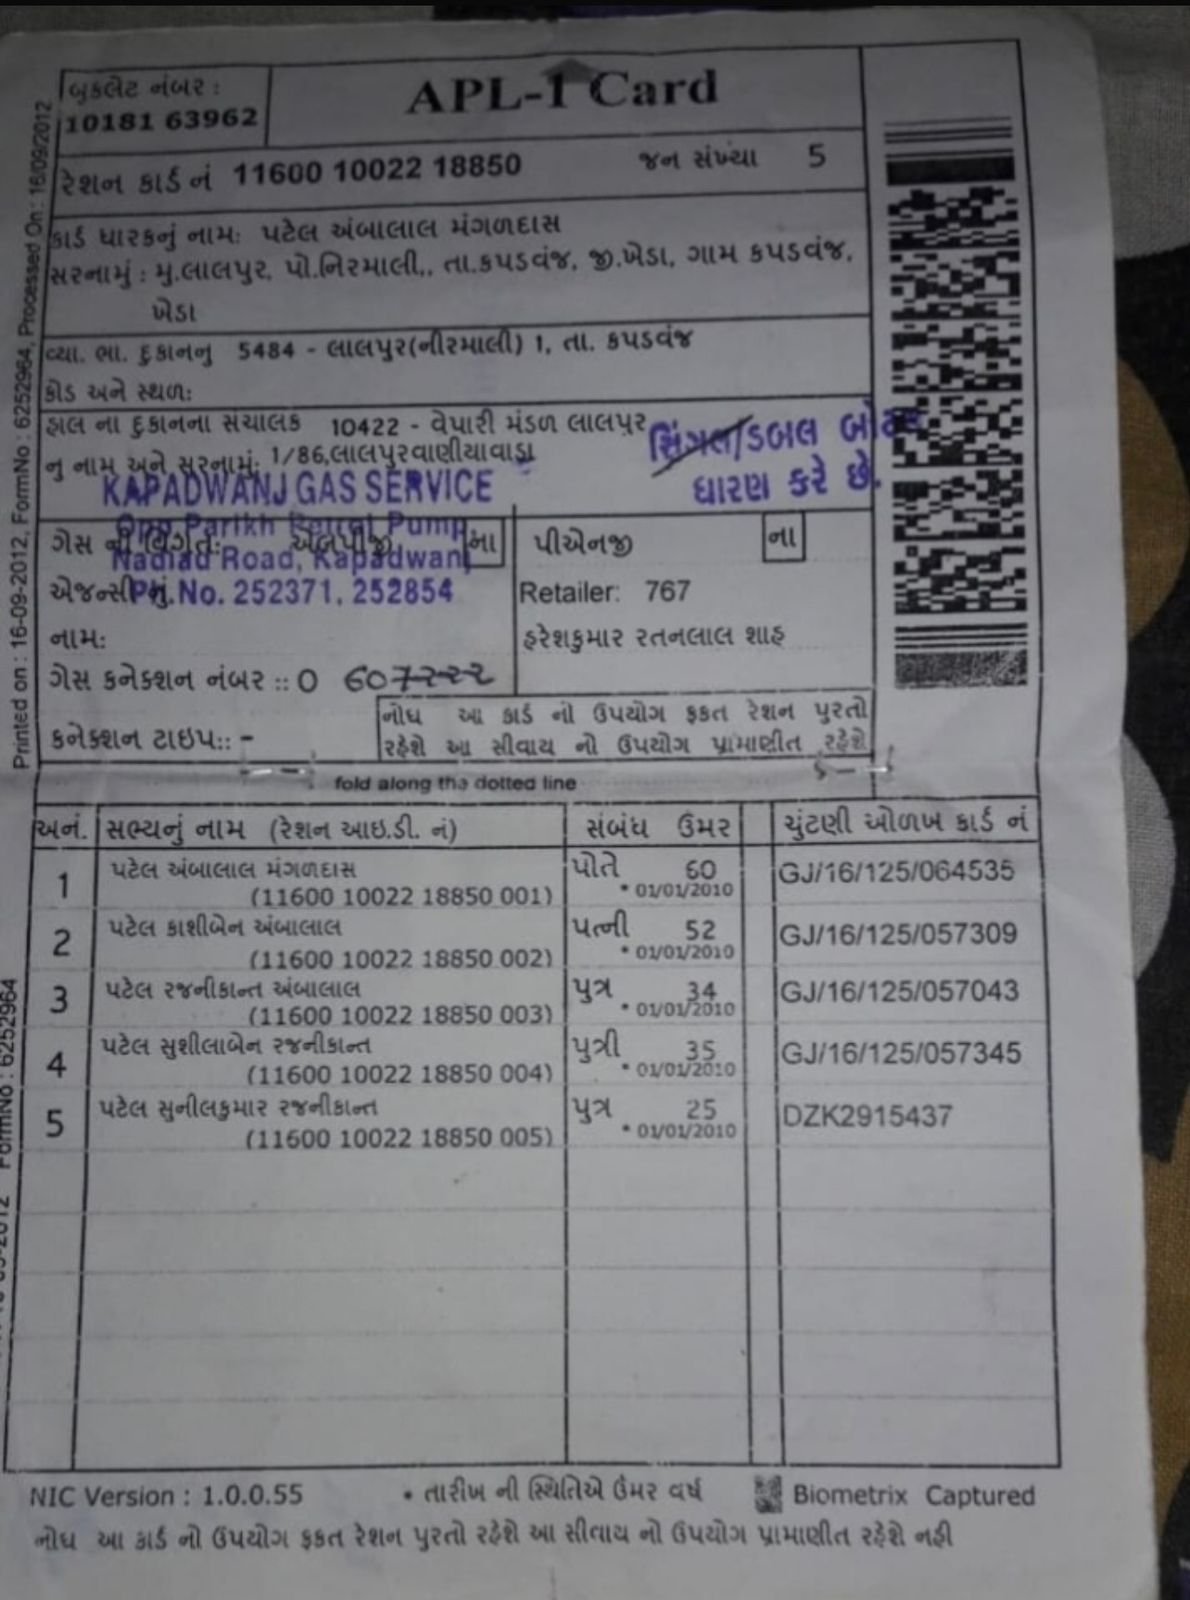 બુકલેટ નંબર :
10181 63962
APL-1 Card
રેશન કાર્ડ નં 11600 10022 18850 જન સંખ્યા 5
કાર્ડ ધારકનું નામઃ પટેલ અંબાલાલ મંગળદાસ
સરનામું : મુ.લાલપુર, પો.નિરમાલી,, તા.કપડવંજ, જી.ખેડા, ગામ કપડવંજ,
ખેડા
વ્યા. ભા. દુકાનનુ 5484 - લાલપુર(નીરમાલી) 1, તા. કપડવંજ
કોડ અને સ્થળઃ
હાલ ના દુકાનના સંચાલક 10422 - વેપારી મંડળ લાલપુર
નુ નામ અને સરનામુંઃ 1/86,લાલપુરવાણીયાવાડા
સિંગલ/ડબલ બોટલ
ધારણ કરે છે.
KAPADWANJ GAS SERVICE
Opp.Parikh Petrol Pump,
Nadiad Road, Kapadwanj
Ph.No. 252371, 252854
ગેસ ની વિગતઃ એલપીજી ના
પીએનજી ના
એજન્સીનું
નામઃ
Retailer: 767
હરેશકુમાર રતનલાલ શાહ
ગેસ કનેક્શન નંબર :: 0 607222
કનેક્શન ટાઇપ:: -
નોધ આ કાર્ડ નો ઉપયોગ ફકત રેશન પુરતો
રહેશે આ સીવાય નો ઉપયોગ પ્રામાણીત રહેશે
fold along the dotted line
અનં. સભ્યનું નામ (રેશન આઇ.ડી. નં) સંબંધ ઉંમર ચુંટણી ઓળખ કાર્ડ નં
1 પટેલ અંબાલાલ મંગળદાસ પોતે 60 GJ/16/125/064535
(11600 10022 18850 001) * 01/01/2010
2 પટેલ કાશીબેન અંબાલાલ પત્ની 52 GJ/16/125/057309
(11600 10022 18850 002) * 01/01/2010
3 પટેલ રજનીકાન્ત અંબાલાલ પુત્ર 34 GJ/16/125/057043
(11600 10022 18850 003) * 01/01/2010
4 પટેલ સુશીલાબેન રજનીકાન્ત પુત્રી 35 GJ/16/125/057345
(11600 10022 18850 004) * 01/01/2010
5 પટેલ સુનીલકુમાર રજનીકાન્ત પુત્ર 25 DZK2915437
(11600 10022 18850 005) * 01/01/2010
NIC Version : 1.0.0.55 * તારીખ ની સ્થિતિએ ઉંમર વર્ષ Biometrix Captured
નોધ આ કાર્ડ નો ઉપયોગ ફકત રેશન પુરતો રહેશે આ સીવાય નો ઉપયોગ પ્રામાણીત રહેશે નહી
Printed on : 16-09-2012, FormNo : 6252964, Processed On : 16/09/2012
FormNo : 6252964